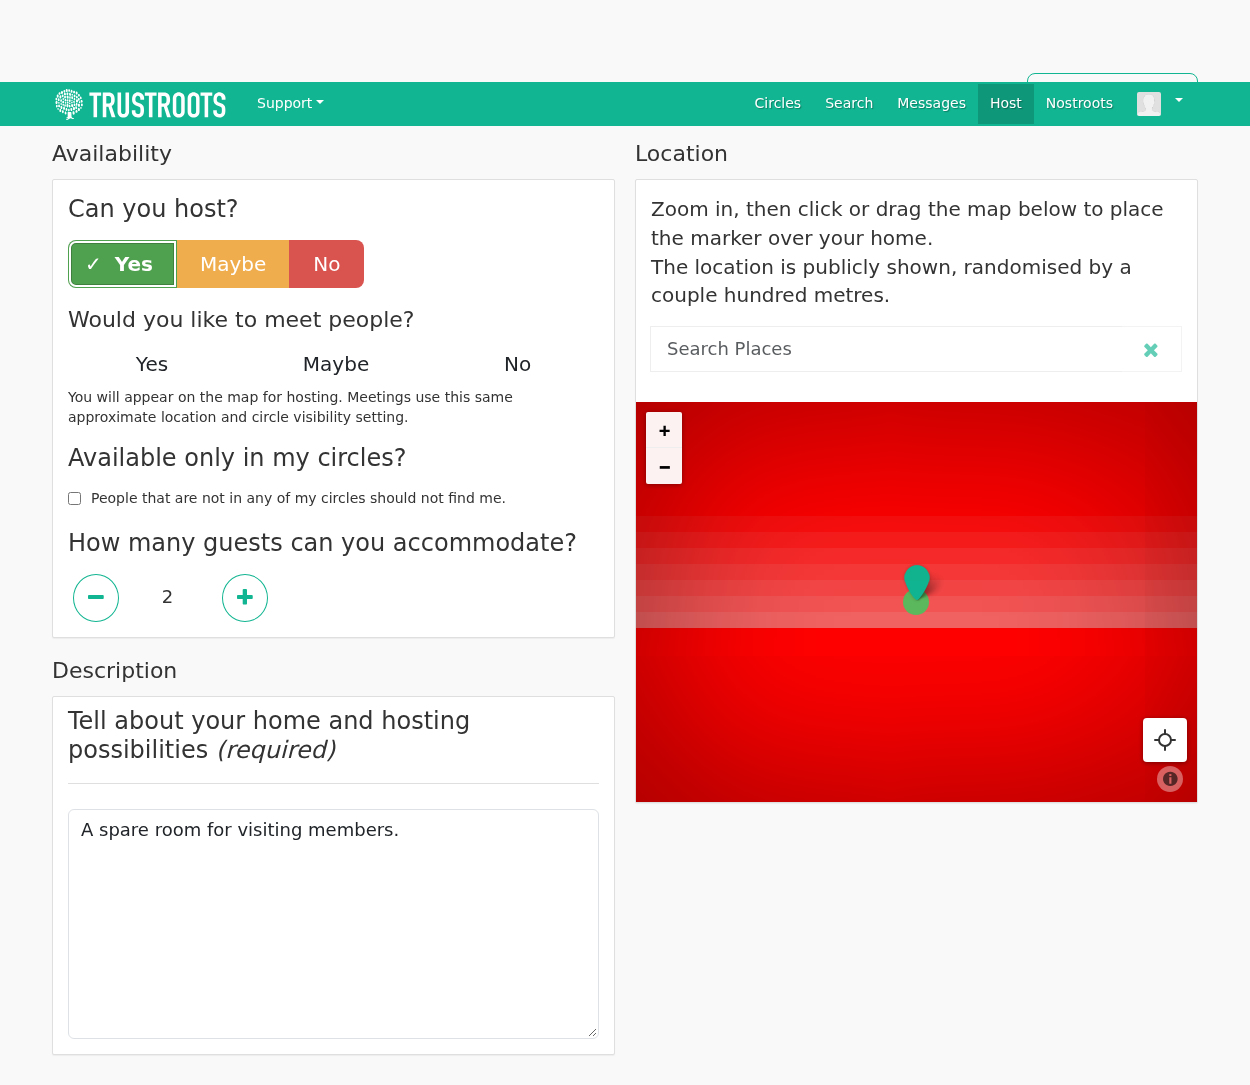 TRUSTROOTS
Support
Circles
Search
Messages
Host
Nostroots
Availability
Can you host?
✓ Yes
Maybe
No
Would you like to meet people?
Yes
Maybe
No
You will appear on the map for hosting. Meetings use this same
approximate location and circle visibility setting.
Available only in my circles?
People that are not in any of my circles should not find me.
How many guests can you accommodate?
2
Description
Tell about your home and hosting
possibilities (required)
A spare room for visiting members.
Location
Zoom in, then click or drag the map below to place
the marker over your home.
The location is publicly shown, randomised by a
couple hundred metres.
Search Places
+
−